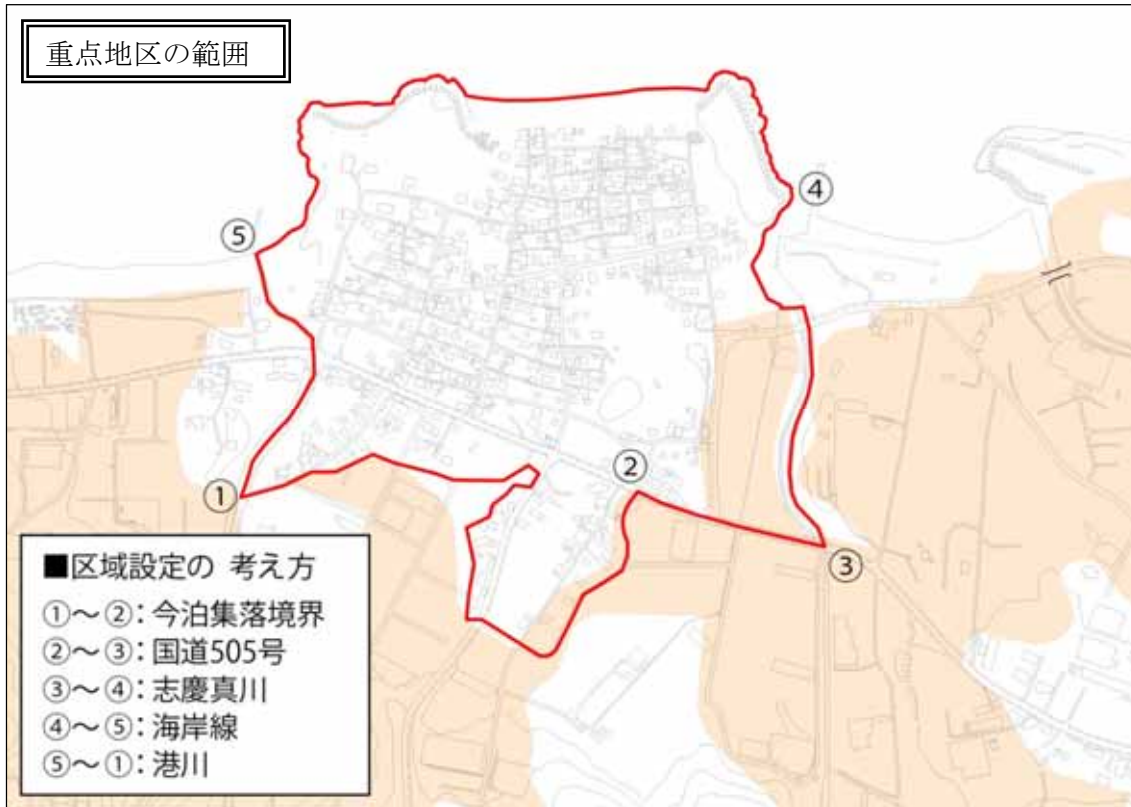 重点地区の範囲
④
⑤
②
①
③
■区域設定の 考え方
①～②：今泊集落境界
②～③：国道505号
③～④：志慶真川
④～⑤：海岸線
⑤～①：港川